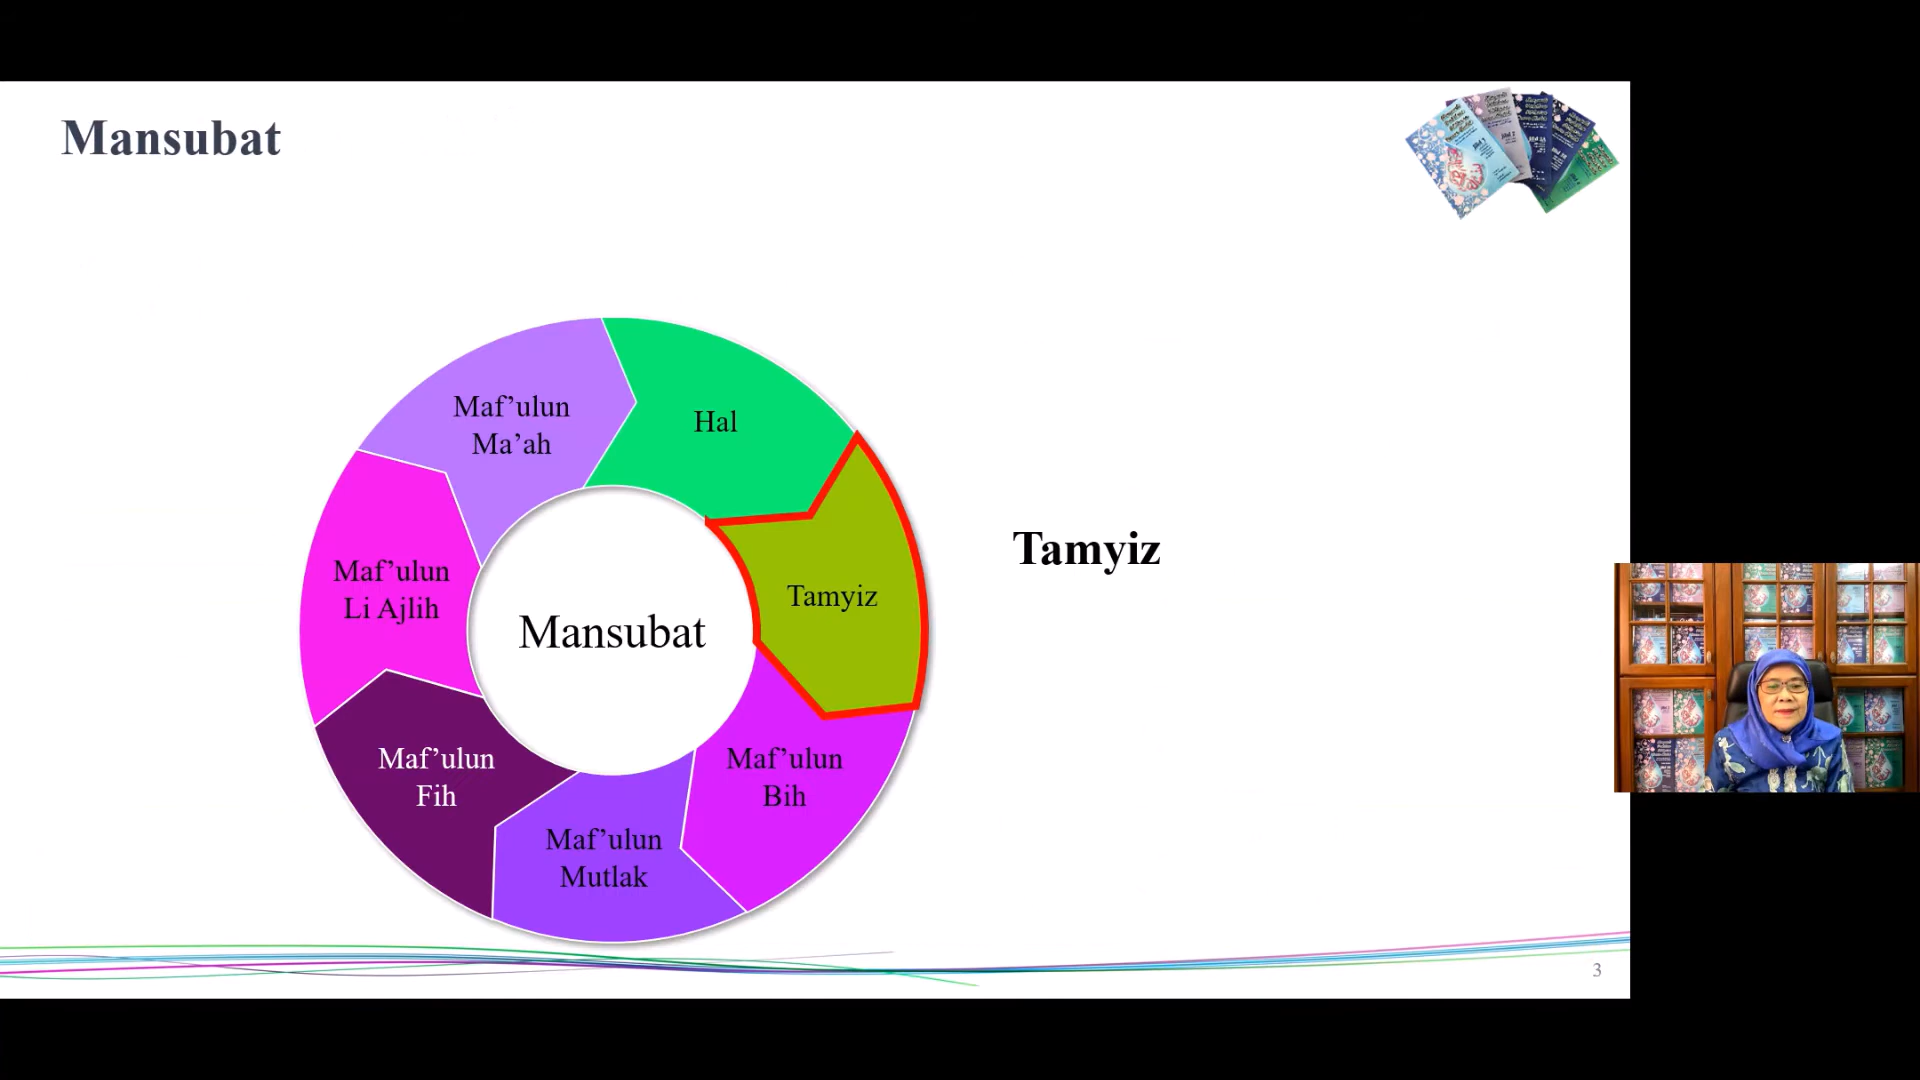 Mansubat
Maf’ulun
Ma’ah
Hal
Tamyiz
Maf’ulun
Bih
Maf’ulun
Mutlak
Maf’ulun
Fih
Maf’ulun
Li Ajlih
Mansubat
Tamyiz
3